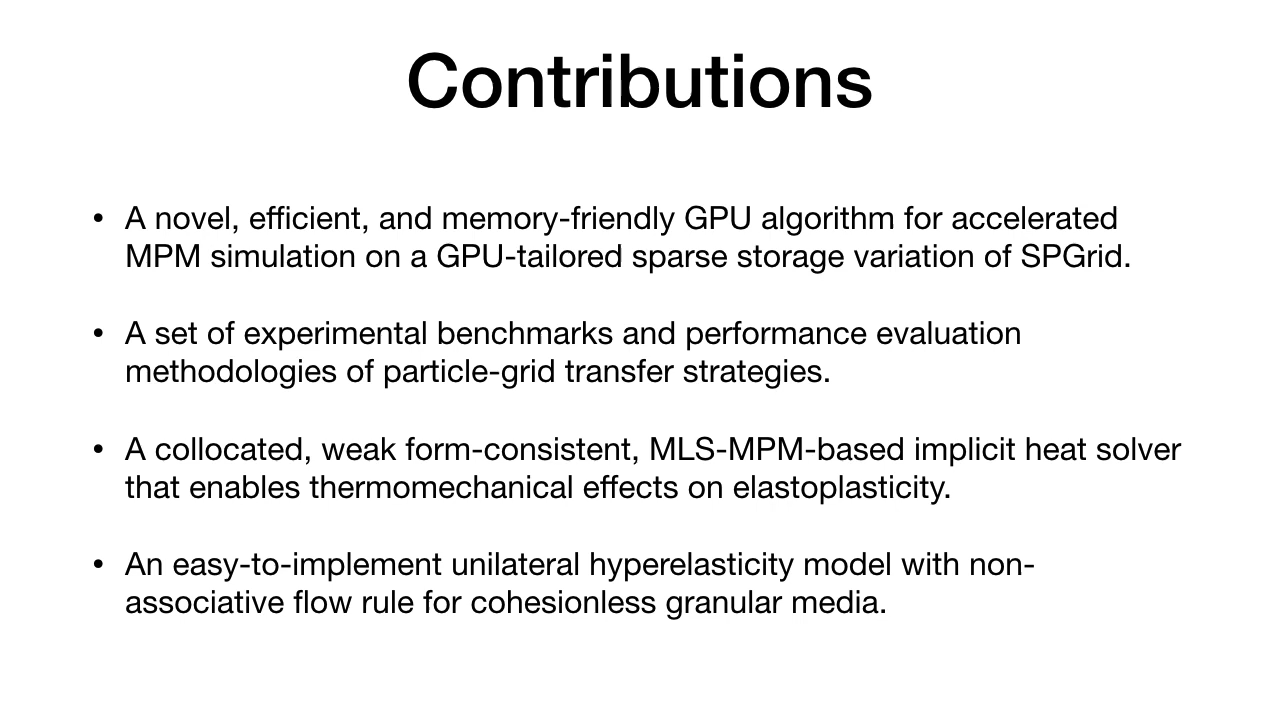 Contributions
• A novel, efficient, and memory-friendly GPU algorithm for accelerated
MPM simulation on a GPU-tailored sparse storage variation of SPGrid.
• A set of experimental benchmarks and performance evaluation
methodologies of particle-grid transfer strategies.
• A collocated, weak form-consistent, MLS-MPM-based implicit heat solver
that enables thermomechanical effects on elastoplasticity.
• An easy-to-implement unilateral hyperelasticity model with non-
associative flow rule for cohesionless granular media.